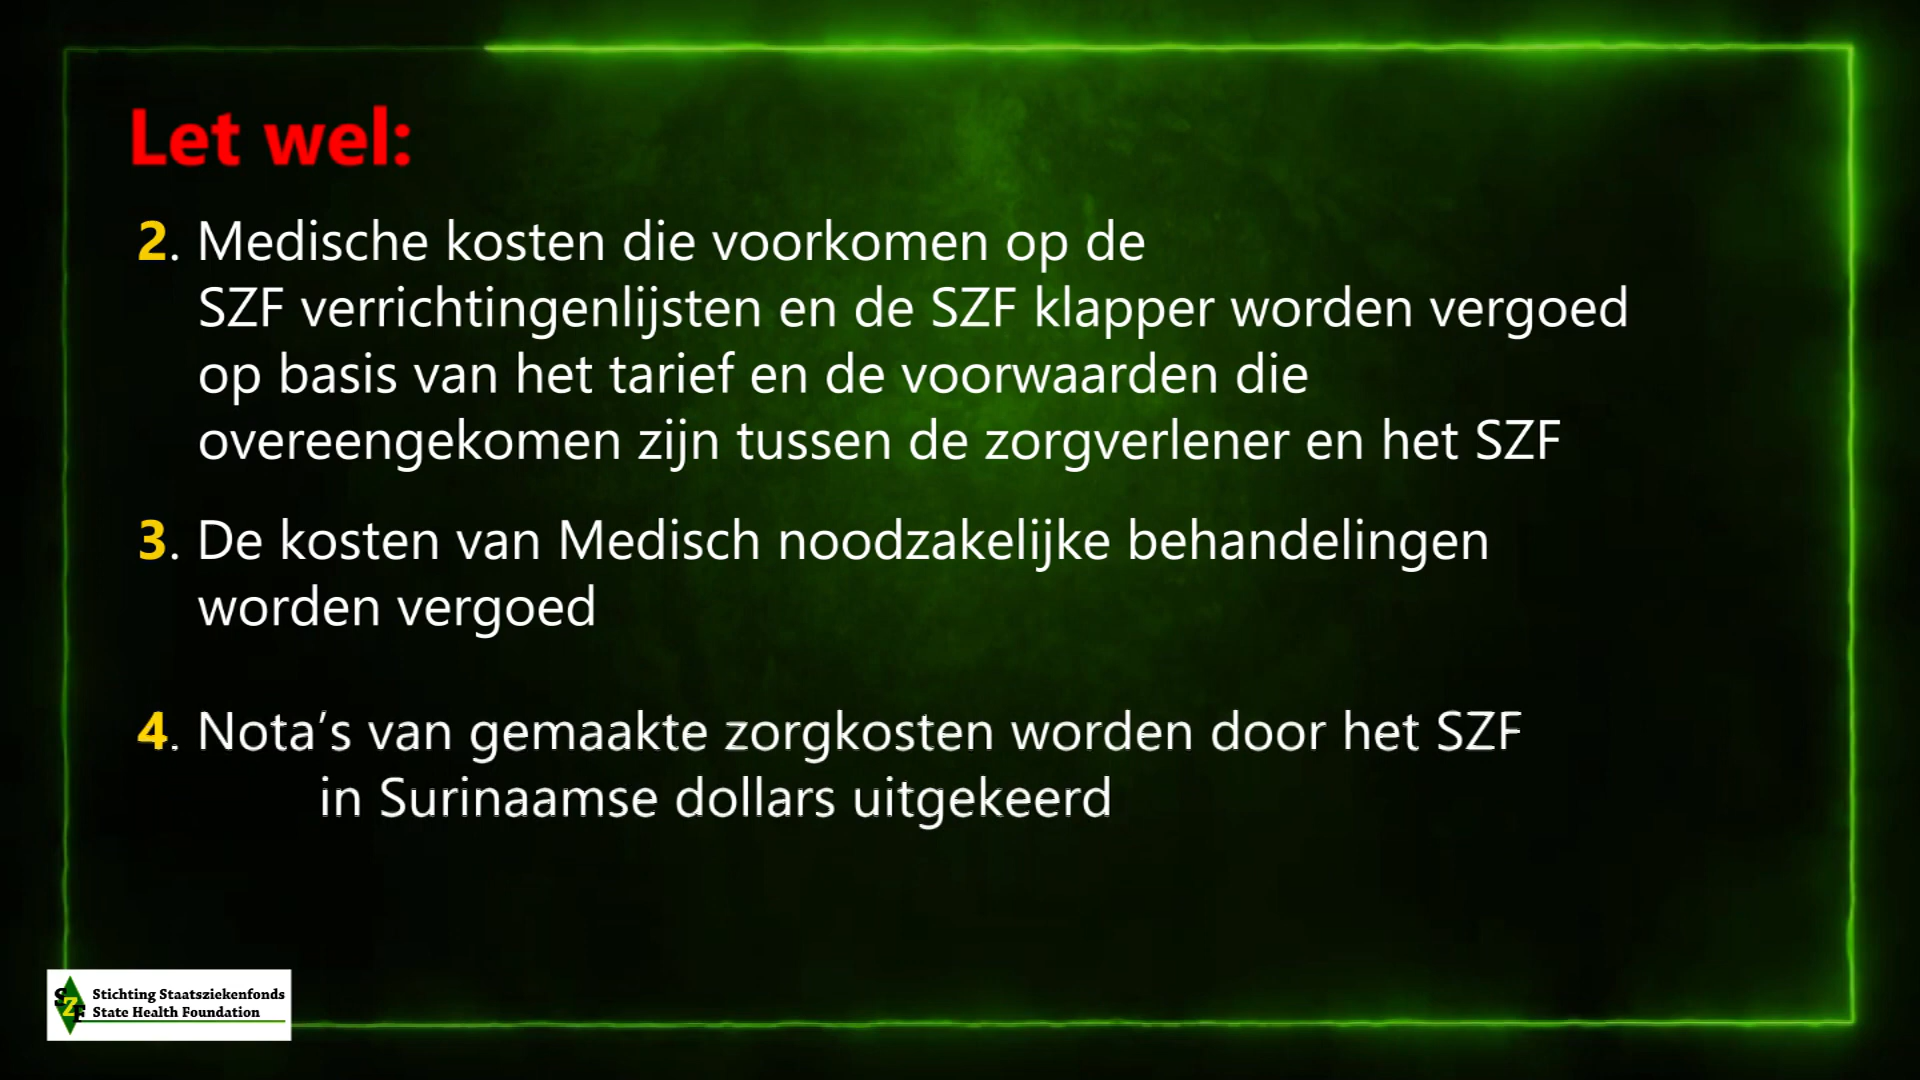 Let wel:
2. Medische kosten die voorkomen op de
SZF verrichtingenlijsten en de SZF klapper worden vergoed
op basis van het tarief en de voorwaarden die
overeengekomen zijn tussen de zorgverlener en het SZF
3. De kosten van Medisch noodzakelijke behandelingen
worden vergoed
4. Nota’s van gemaakte zorgkosten worden door het SZF
in Surinaamse dollars uitgekeerd
SZF
Stichting Staatsziekenfonds
State Health Foundation